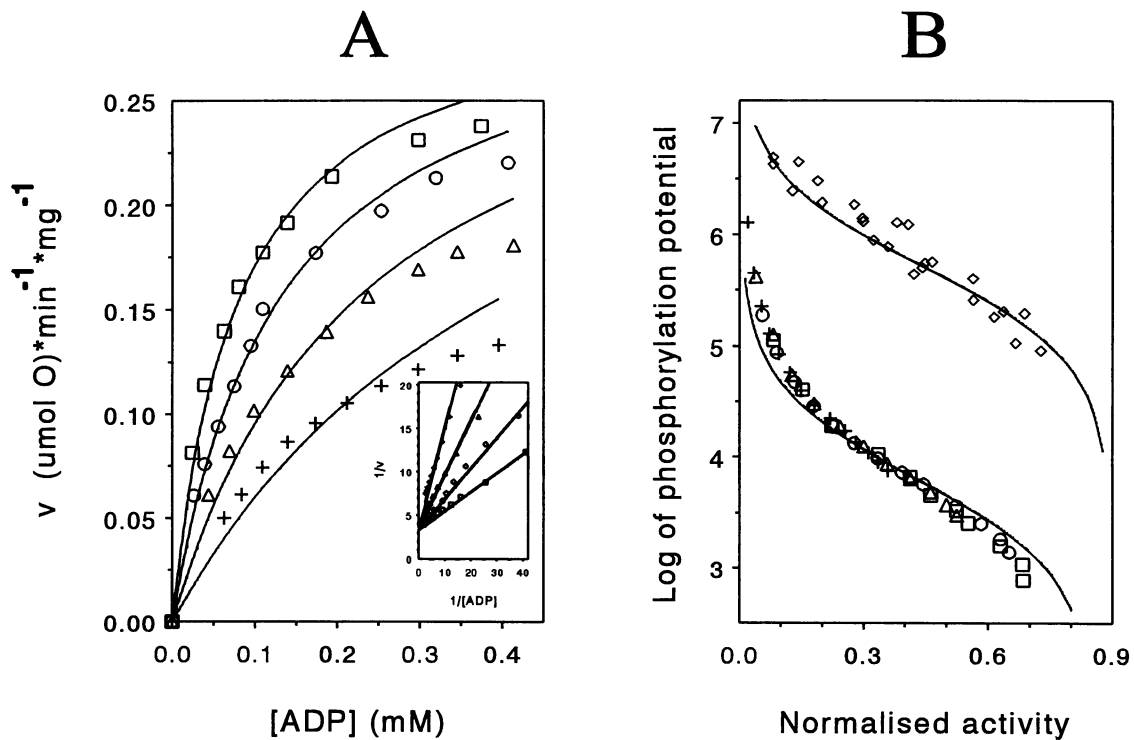 A
B
0.25
0.20
0.15
0.10
0.05
0.00
v (umol O)*min-1*mg-1
0.0 0.1 0.2 0.3 0.4
[ADP] (mM)
20
15
10
5
0
1/v
0 10 20 30 40
1/[ADP]
7
6
5
4
3
Log of phosphorylation potential
0.0 0.3 0.6 0.9
Normalised activity